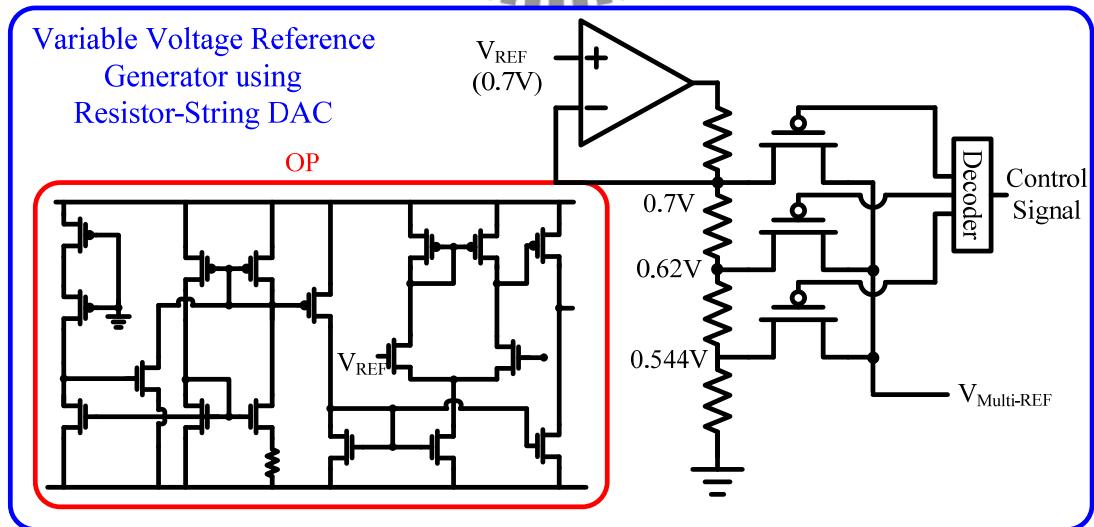 Variable Voltage Reference
Generator using
Resistor-String DAC
VREF
(0.7V)
+
−
OP
0.7V
0.62V
0.544V
Decoder
Control
Signal
VREF
VMulti-REF